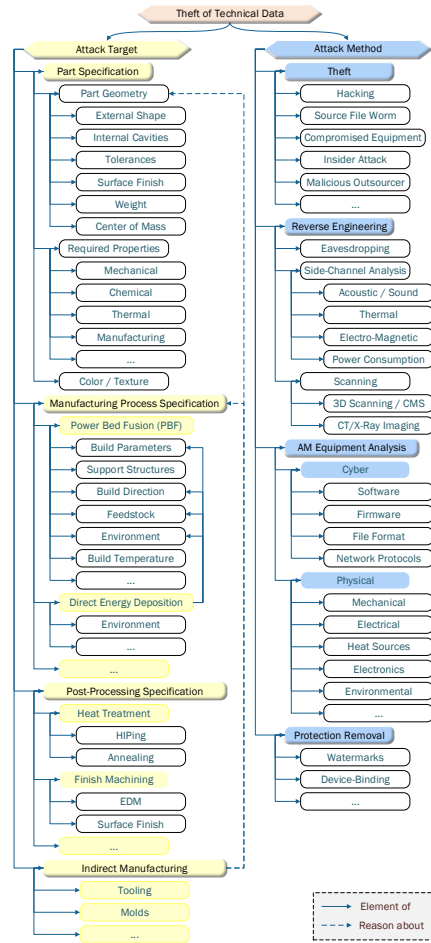 Theft of Technical Data
Attack Target
Part Specification
Part Geometry
External Shape
Internal Cavities
Tolerances
Surface Finish
Weight
Center of Mass
Required Properties
Mechanical
Chemical
Thermal
Manufacturing
...
Color / Texture
Manufacturing Process Specification
Power Bed Fusion (PBF)
Build Parameters
Support Structures
Build Direction
Feedstock
Environment
Build Temperature
...
Direct Energy Deposition
Environment
...
...
Post-Processing Specification
Heat Treatment
HIPing
Annealing
Finish Machining
EDM
Surface Finish
...
Indirect Manufacturing
Tooling
Molds
...
Attack Method
Theft
Hacking
Source File Worm
Compromised Equipment
Insider Attack
Malicious Outsourcer
...
Reverse Engineering
Eavesdropping
Side-Channel Analysis
Acoustic / Sound
Thermal
Electro-Magnetic
Power Consumption
Scanning
3D Scanning / CMS
CT/X-Ray Imaging
AM Equipment Analysis
Cyber
Software
Firmware
File Format
Network Protocols
Physical
Mechanical
Electrical
Heat Sources
Electronics
Environmental
...
Protection Removal
Watermarks
Device-Binding
...
Element of
Reason about